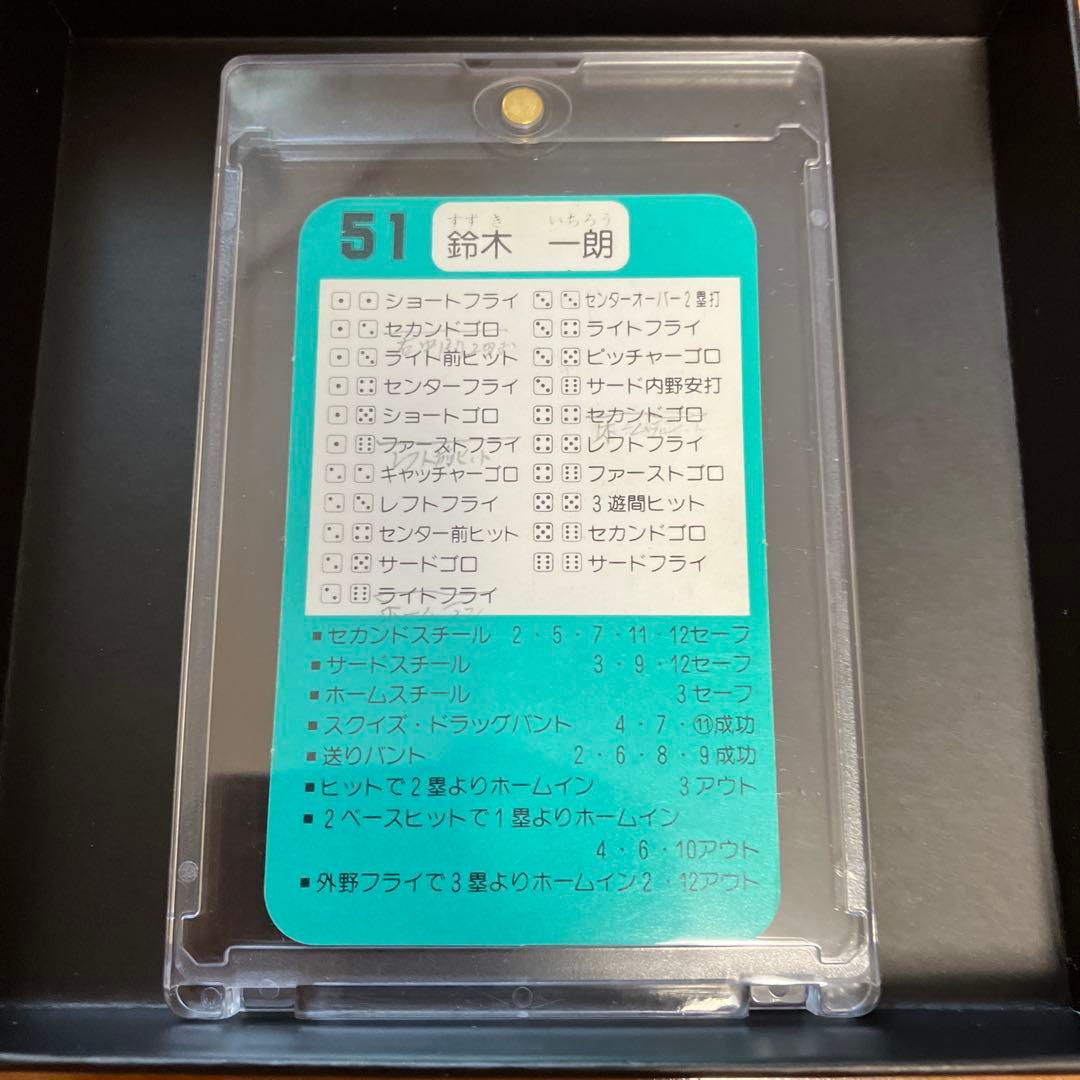 51
すずき いちろう
鈴木 一朗
ショートフライ
セカンドゴロ
ライト前ヒット
センターフライ
ショートゴロ
ファーストフライ
レフト前ヒット
キャッチャーゴロ
レフトフライ
センター前ヒット
サードゴロ
ライトフライ
ホームラン
センターオーバー2塁打
ライトフライ
ピッチャーゴロ
サード内野安打
セカンドゴロ
レフトフライ
ファーストゴロ
3遊間ヒット
セカンドゴロ
サードフライ
■セカンドスチール 2・5・7・11・12セーフ
■サードスチール 3・9・12セーフ
■ホームスチール 3セーフ
■スクイズ・ドラッグバント 4・7・⑪成功
■送りバント 2・6・8・9成功
■ヒットで2塁よりホームイン 3アウト
■2ベースヒットで1塁よりホームイン
4・6・10アウト
■外野フライで3塁よりホームイン2・12アウト